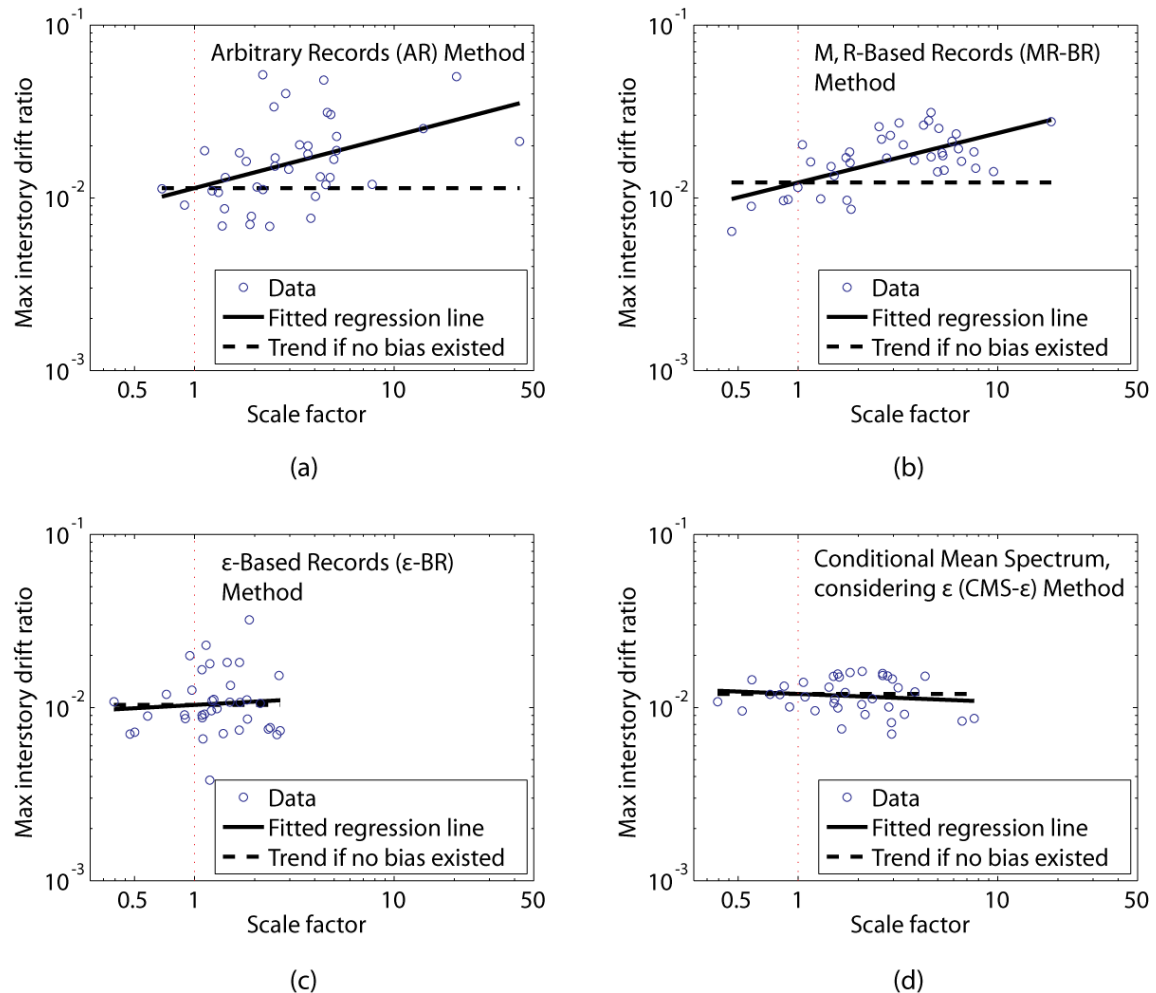 10⁻¹
Arbitrary Records (AR) Method
10⁻²
10⁻³
Max interstory drift ratio
Data
Fitted regression line
Trend if no bias existed
0.5 1 10 50
Scale factor
(a)
10⁻¹
M, R-Based Records (MR-BR)
Method
10⁻²
10⁻³
Max interstory drift ratio
Data
Fitted regression line
Trend if no bias existed
0.5 1 10 50
Scale factor
(b)
10⁻¹
ε-Based Records (ε-BR)
Method
10⁻²
10⁻³
Max interstory drift ratio
Data
Fitted regression line
Trend if no bias existed
0.5 1 10 50
Scale factor
(c)
10⁻¹
Conditional Mean Spectrum,
considering ε (CMS-ε) Method
10⁻²
10⁻³
Max interstory drift ratio
Data
Fitted regression line
Trend if no bias existed
0.5 1 10 50
Scale factor
(d)